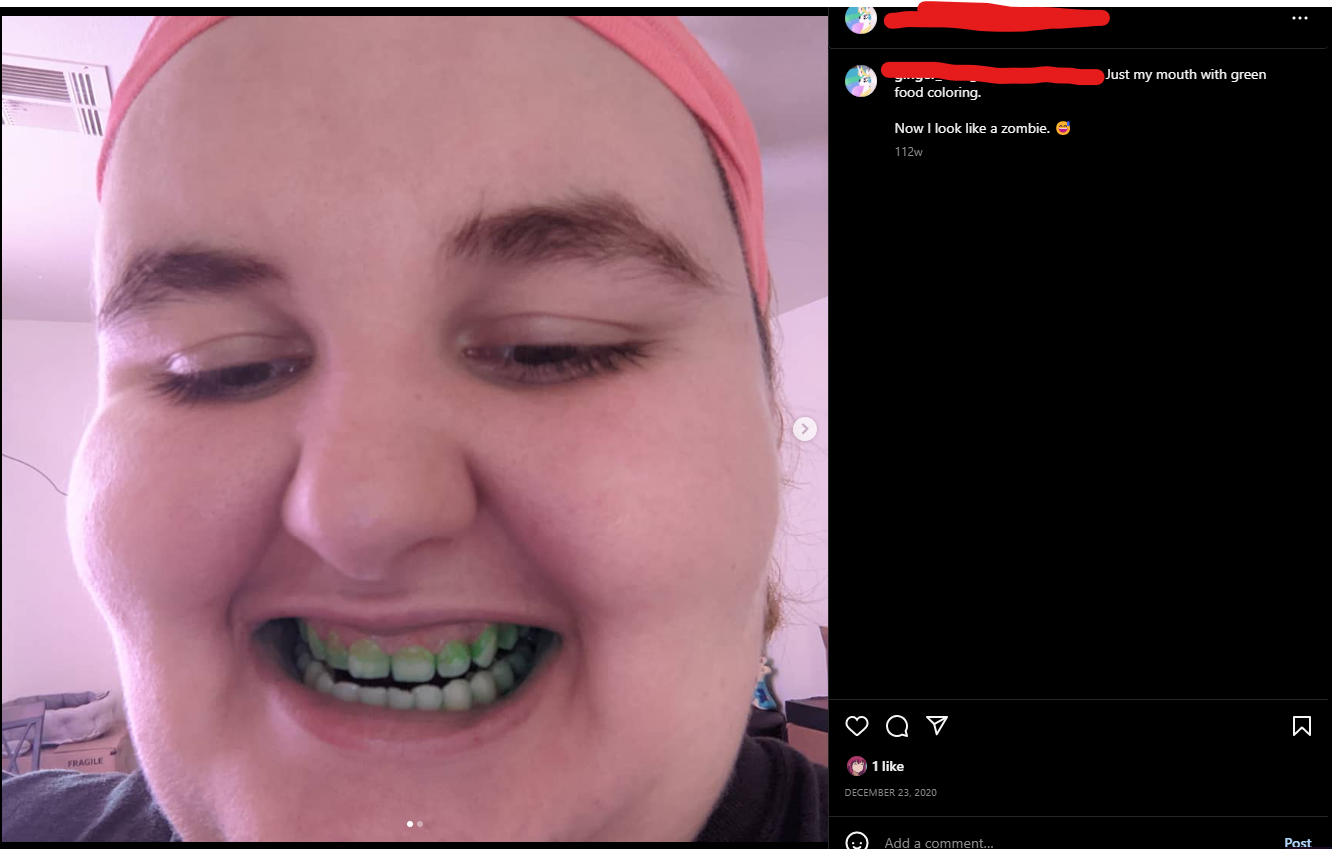 Just my mouth with green
food coloring.
Now I look like a zombie. 😅
112w
FRAGILE
1 like
DECEMBER 23, 2020
Add a comment...
Post